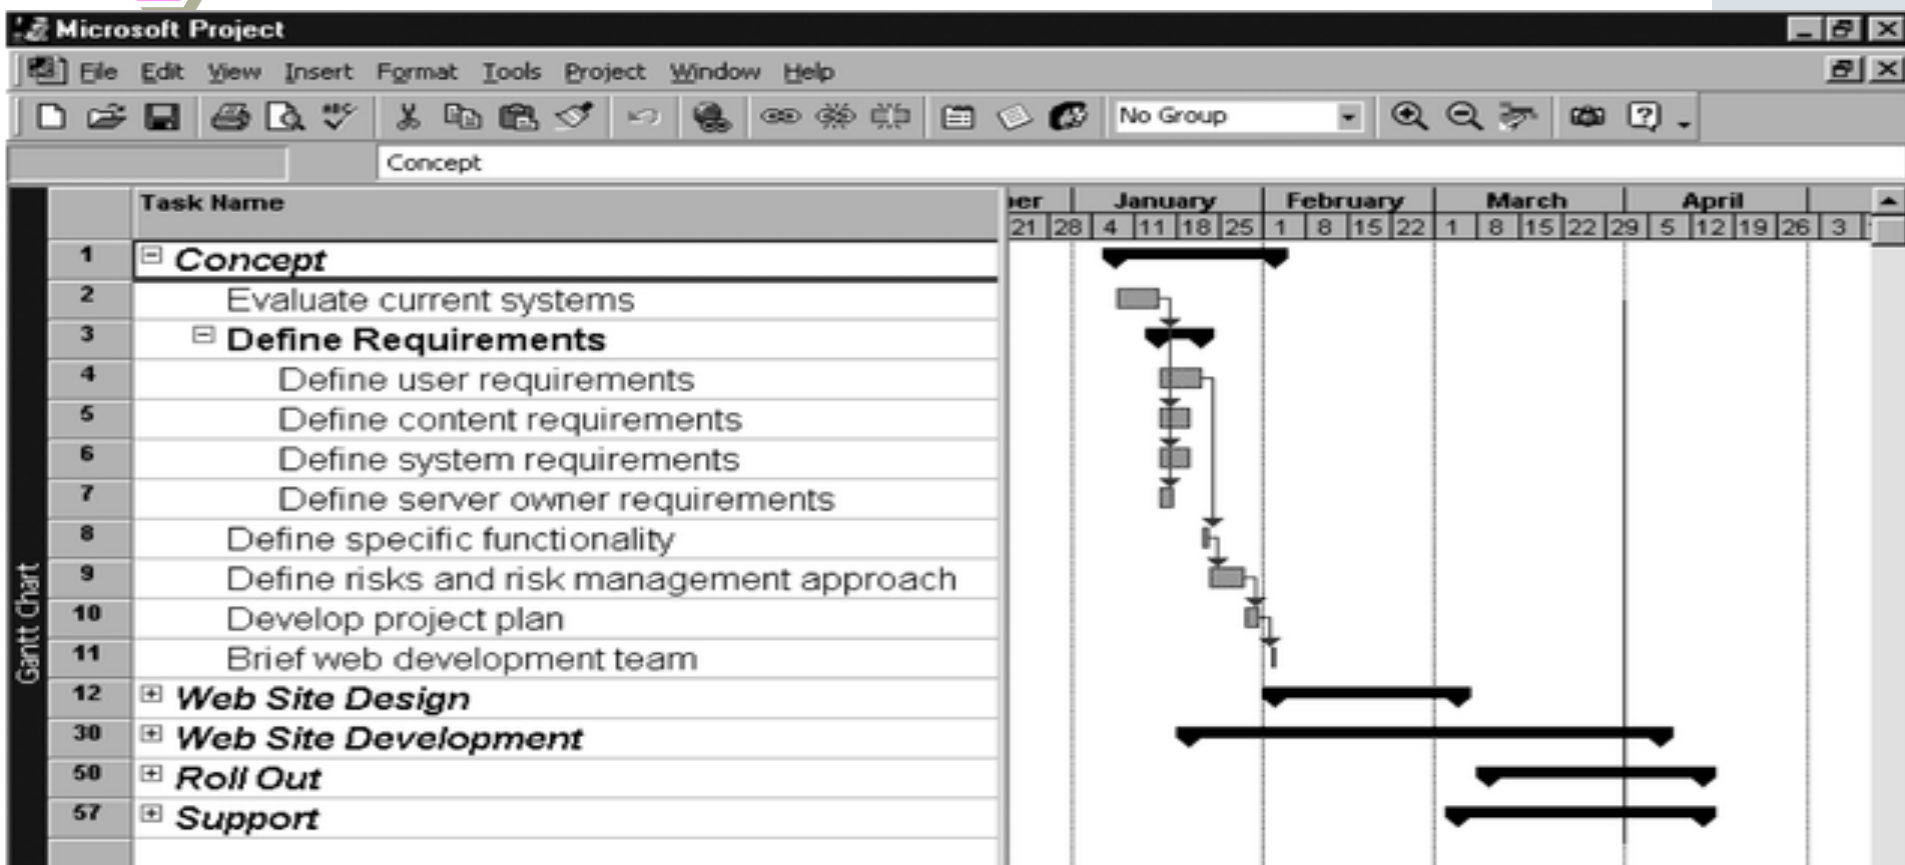 Microsoft Project
File Edit View Insert Format Tools Project Window Help
ABC No Group
Concept
Task Name
ber January February March April
21 28 4 11 18 25 1 8 15 22 1 8 15 22 29 5 12 19 26 3
1 Concept
2 Evaluate current systems
3 Define Requirements
4 Define user requirements
5 Define content requirements
6 Define system requirements
7 Define server owner requirements
8 Define specific functionality
9 Define risks and risk management approach
10 Develop project plan
11 Brief web development team
12 Web Site Design
30 Web Site Development
50 Roll Out
57 Support
Gantt Chart